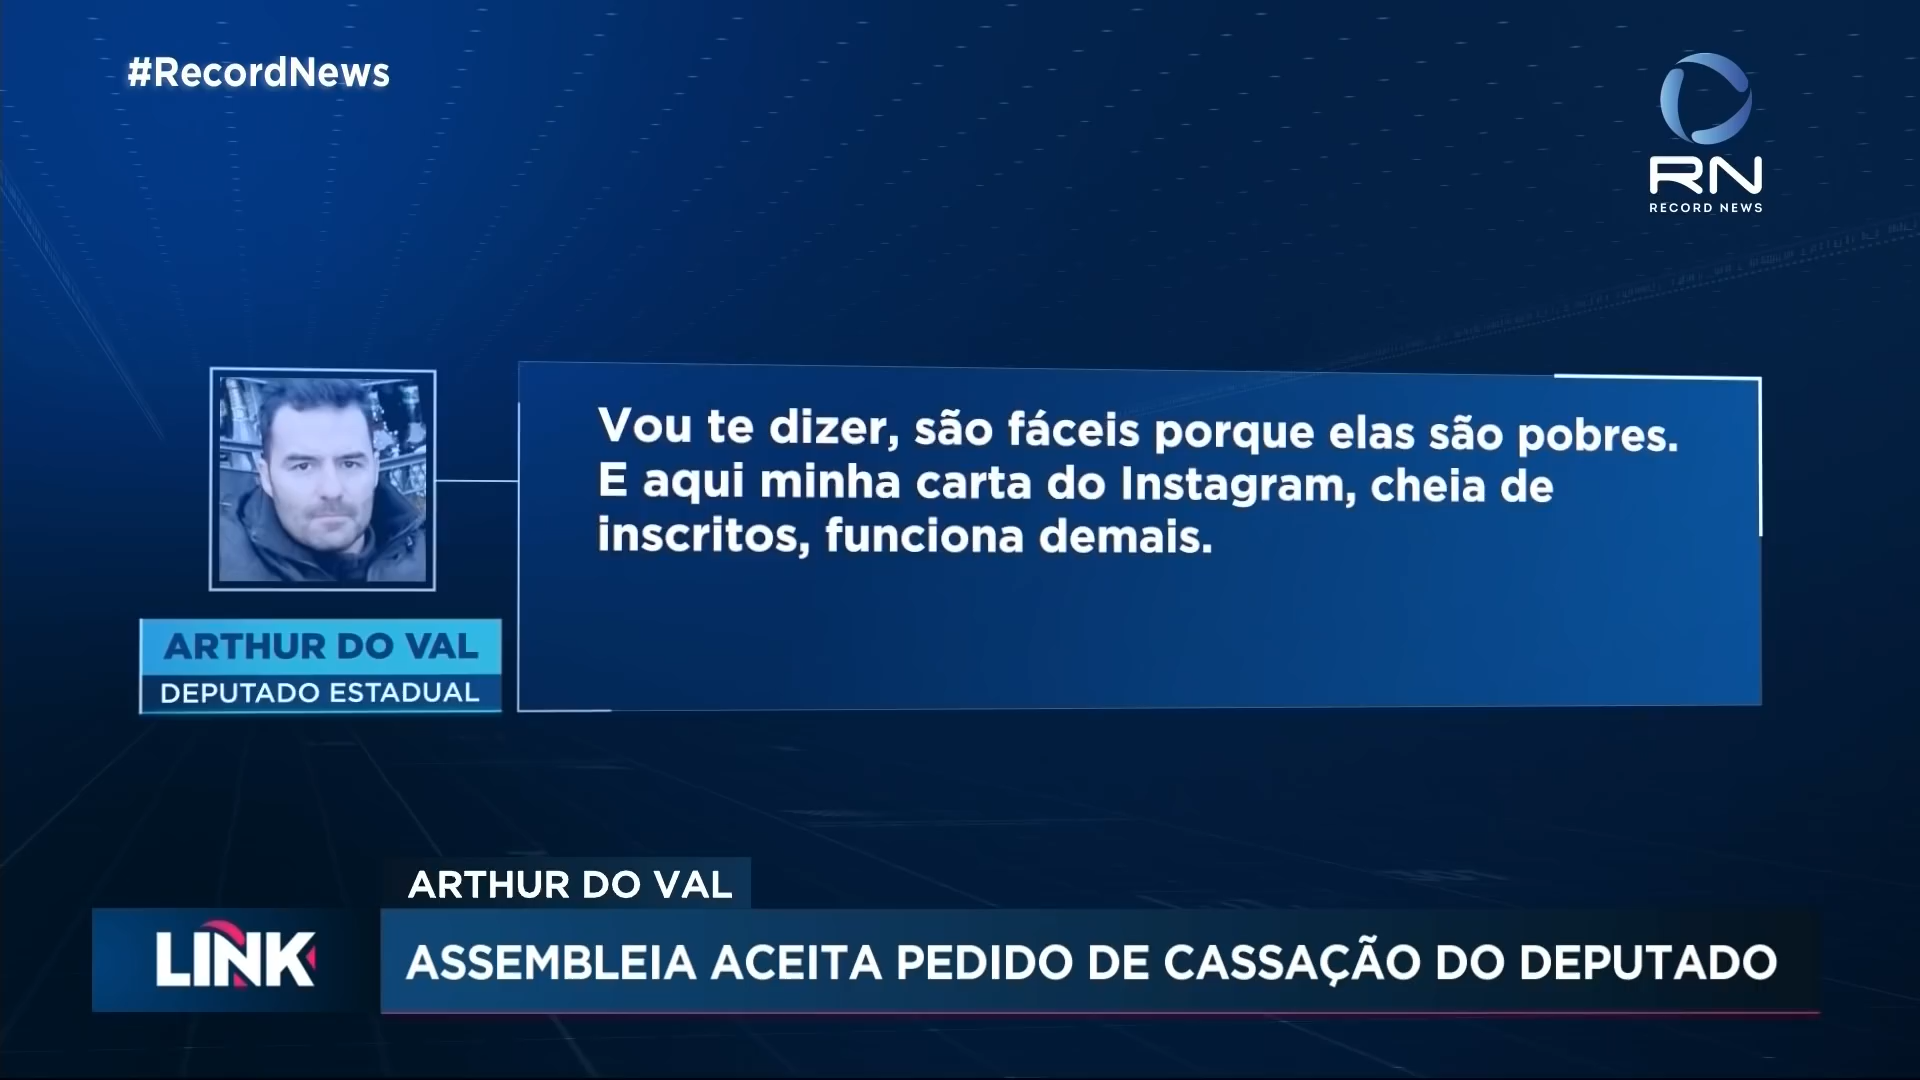 #RecordNews
RN
RECORD NEWS
Vou te dizer, são fáceis porque elas são pobres.
E aqui minha carta do Instagram, cheia de
inscritos, funciona demais.
ARTHUR DO VAL
DEPUTADO ESTADUAL
ARTHUR DO VAL
LINK
ASSEMBLEIA ACEITA PEDIDO DE CASSAÇÃO DO DEPUTADO